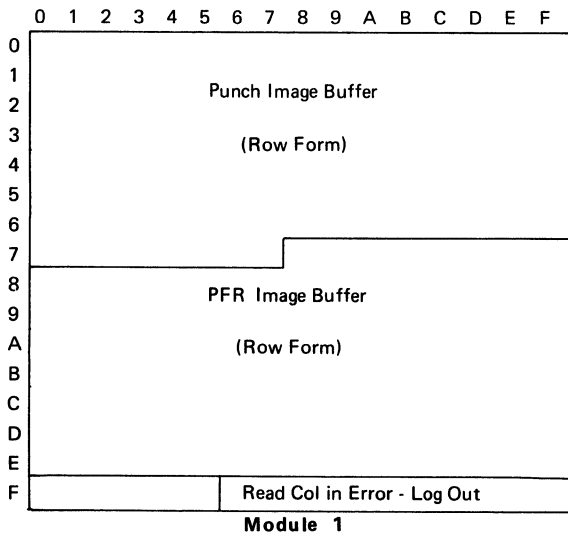 0 1 2 3 4 5 6 7 8 9 A B C D E F
0
1
2 Punch Image Buffer
3 (Row Form)
4
5
6
7
8 PFR Image Buffer
9
A (Row Form)
B
C
D
E
F Read Col in Error - Log Out
Module 1